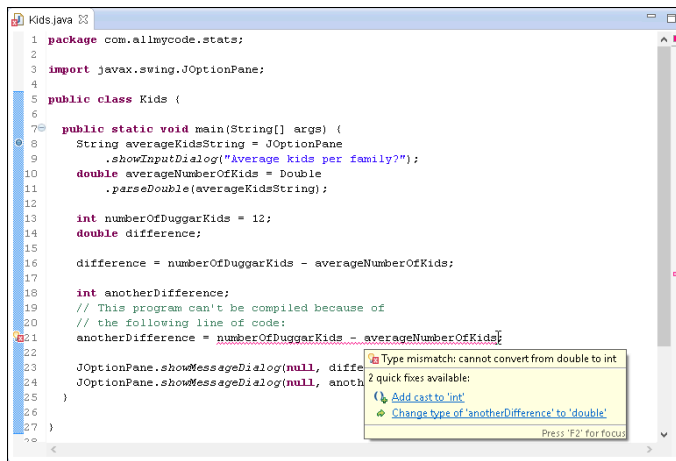 Kids.java
1 package com.allmycode.stats;
2
3 import javax.swing.JOptionPane;
4
5 public class Kids {
6
7 public static void main(String[] args) {
8 String averageKidsString = JOptionPane
9 .showInputDialog("Average kids per family?");
10 double averageNumberOfKids = Double
11 .parseDouble(averageKidsString);
12
13 int numberOfDuggarKids = 12;
14 double difference;
15
16 difference = numberOfDuggarKids - averageNumberOfKids;
17
18 int anotherDifference;
19 // This program can't be compiled because of
20 // the following line of code:
21 anotherDifference = numberOfDuggarKids - averageNumberOfKids;
22
Type mismatch: cannot convert from double to int
23 JOptionPane.showMessageDialog(null, diffe
2 quick fixes available:
24 JOptionPane.showMessageDialog(null, anoth
Add cast to 'int'
25 }
Change type of 'anotherDifference' to 'double'
26
Press 'F2' for focus
27 }
28